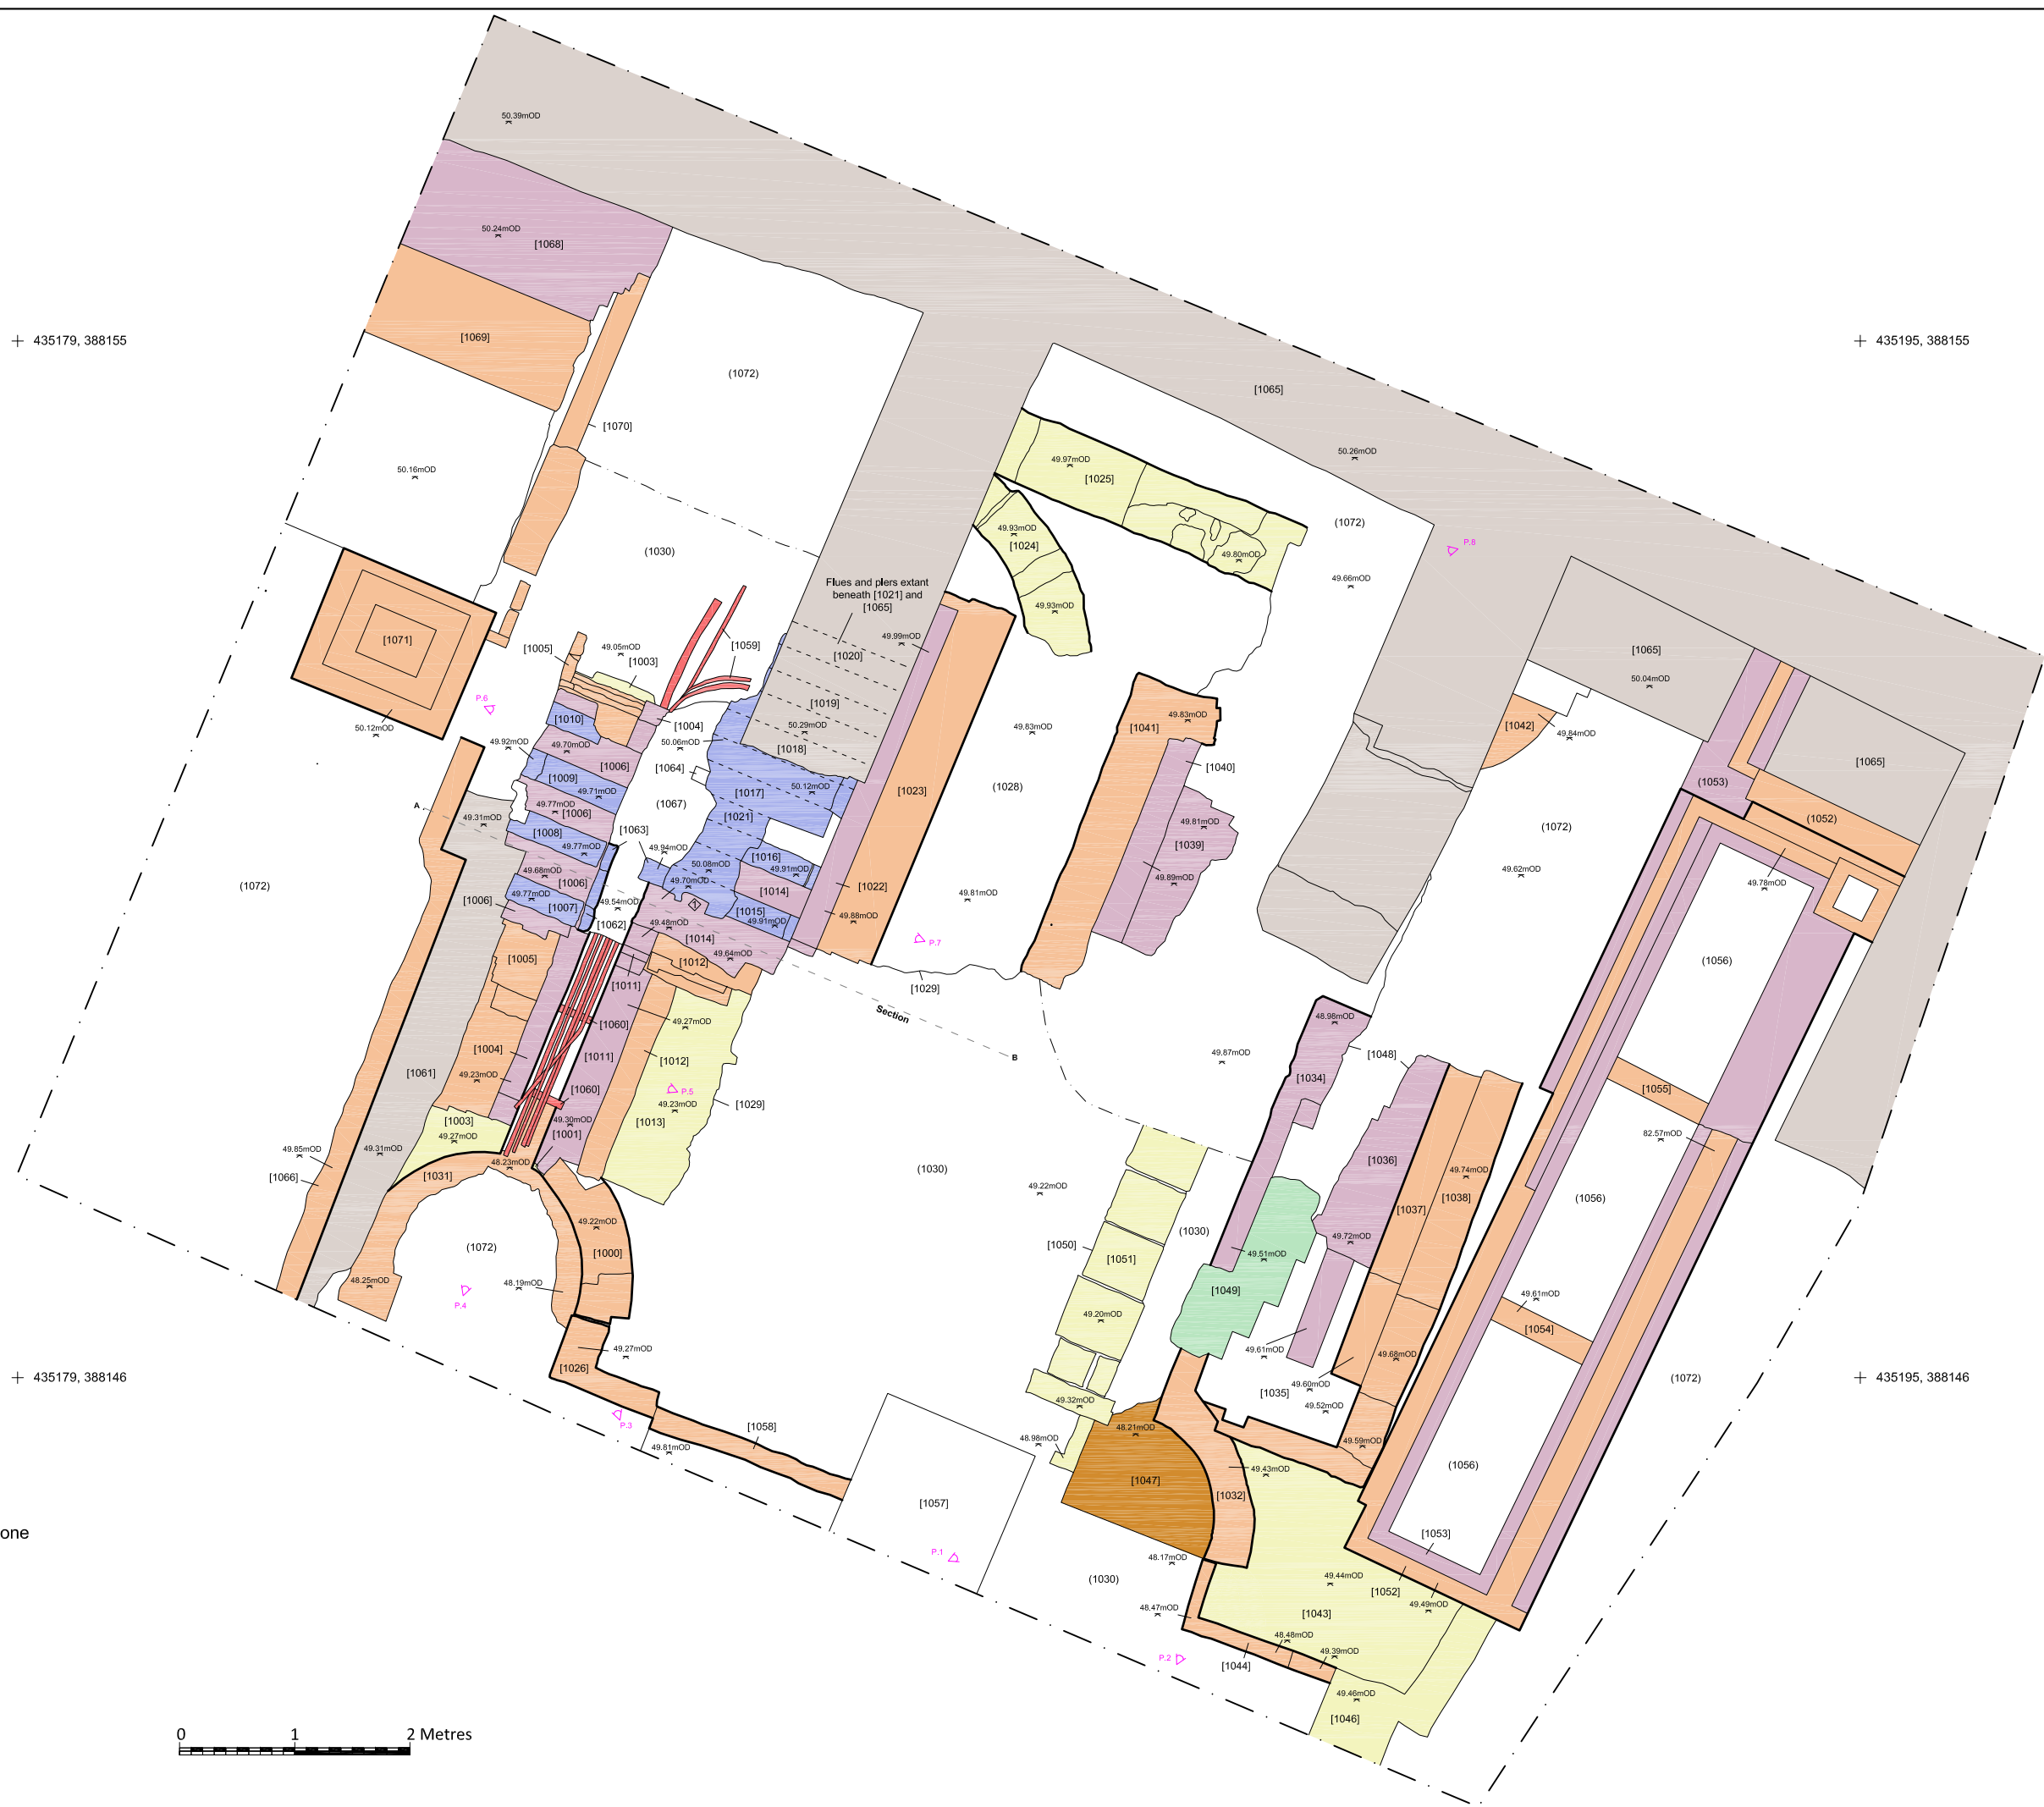 50.39mOD
50.24mOD
[1068]
435179, 388155
[1069]
435195, 388155
(1072)
[1065]
[1070]
50.26mOD
50.16mOD
49.97mOD
[1025]
(1072)
49.93mOD
[1024]
P.8
(1030)
49.80mOD
Flues and piers extant
beneath [1021] and
[1065]
49.66mOD
49.93mOD
[1071]
49.99mOD
[1005]
49.05mOD
[1003]
[1059]
[1020]
[1065]
50.04mOD
P.6
[1019]
[1010]
[1004]
50.29mOD
49.83mOD
49.83mOD
[1041]
[1042]
49.84mOD
50.12mOD
49.92mOD
49.70mOD
50.06mOD
[1018]
[1006]
[1064]
[1040]
[1065]
[1009]
49.71mOD
[1017]
50.12mOD
[1023]
[1028]
[1053]
A
49.77mOD
[1006]
(1067)
49.31mOD
[1021]
49.81mOD
[1052]
[1008]
[1063]
(1072)
49.77mOD
49.94mOD
[1016]
[1039]
49.68mOD
50.08mOD
49.91mOD
49.62mOD
[1006]
49.70mOD
[1014]
[1022]
49.81mOD
49.89mOD
49.78mOD
(1072)
49.77mOD
[1007]
49.54mOD
[1006]
[1015]
49.91mOD
49.88mOD
[1062]
49.48mOD
[1014]
P.7
49.64mOD
[1005]
[1012]
(1056)
[1011]
[1029]
Section
48.98mOD
[1060]
49.27mOD
[1004]
[1011]
[1012]
B
49.87mOD
[1048]
[1061]
49.23mOD
[1034]
[1055]
[1060]
P.5
49.23mOD
[1029]
[1003]
49.30mOD
[1013]
82.57mOD
49.27mOD
[1001]
49.85mOD
49.31mOD
48.23mOD
[1036]
[1066]
[1031]
(1030)
49.74mOD
49.22mOD
[1038]
(1056)
[1037]
49.22mOD
(1030)
(1072)
[1000]
[1050]
[1051]
49.51mOD
49.72mOD
48.25mOD
48.19mOD
[1049]
49.61mOD
P.4
49.20mOD
[1054]
49.27mOD
49.61mOD
49.68mOD
[1026]
435179, 388146
49.60mOD
(1072)
435195, 388146
49.32mOD
[1035]
49.52mOD
P.3
[1058]
48.21mOD
49.81mOD
48.98mOD
49.59mOD
(1056)
[1047]
49.43mOD
[1032]
[1057]
one
[1053]
P.1
48.17mOD
(1030)
49.44mOD
[1052]
49.49mOD
48.47mOD
[1043]
48.48mOD
49.39mOD
P.2
[1044]
49.46mOD
[1046]
0 1 2 Metres